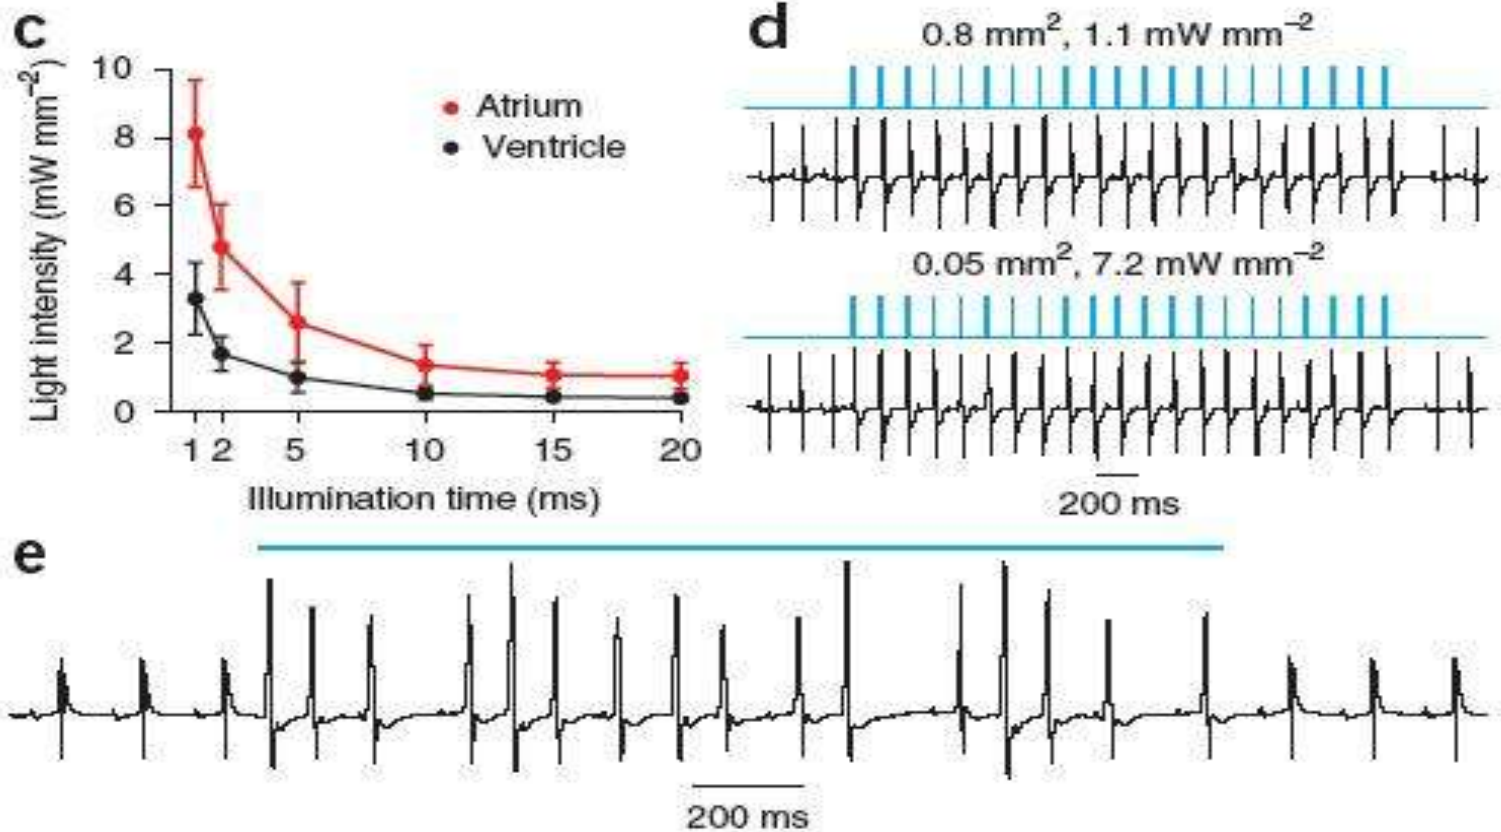 c
Light intensity (mW mm⁻²)
10
8
6
4
2
0
Atrium
Ventricle
1 2 5 10 15 20
Illumination time (ms)
d
0.8 mm², 1.1 mW mm⁻²
0.05 mm², 7.2 mW mm⁻²
200 ms
e
200 ms